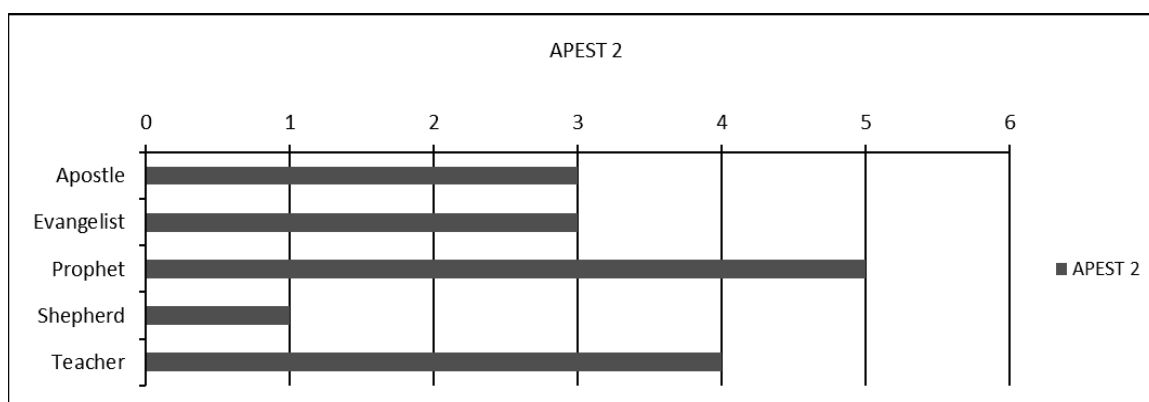 APEST 2
0 1 2 3 4 5 6
Apostle
Evangelist
Prophet
APEST 2
Shepherd
Teacher